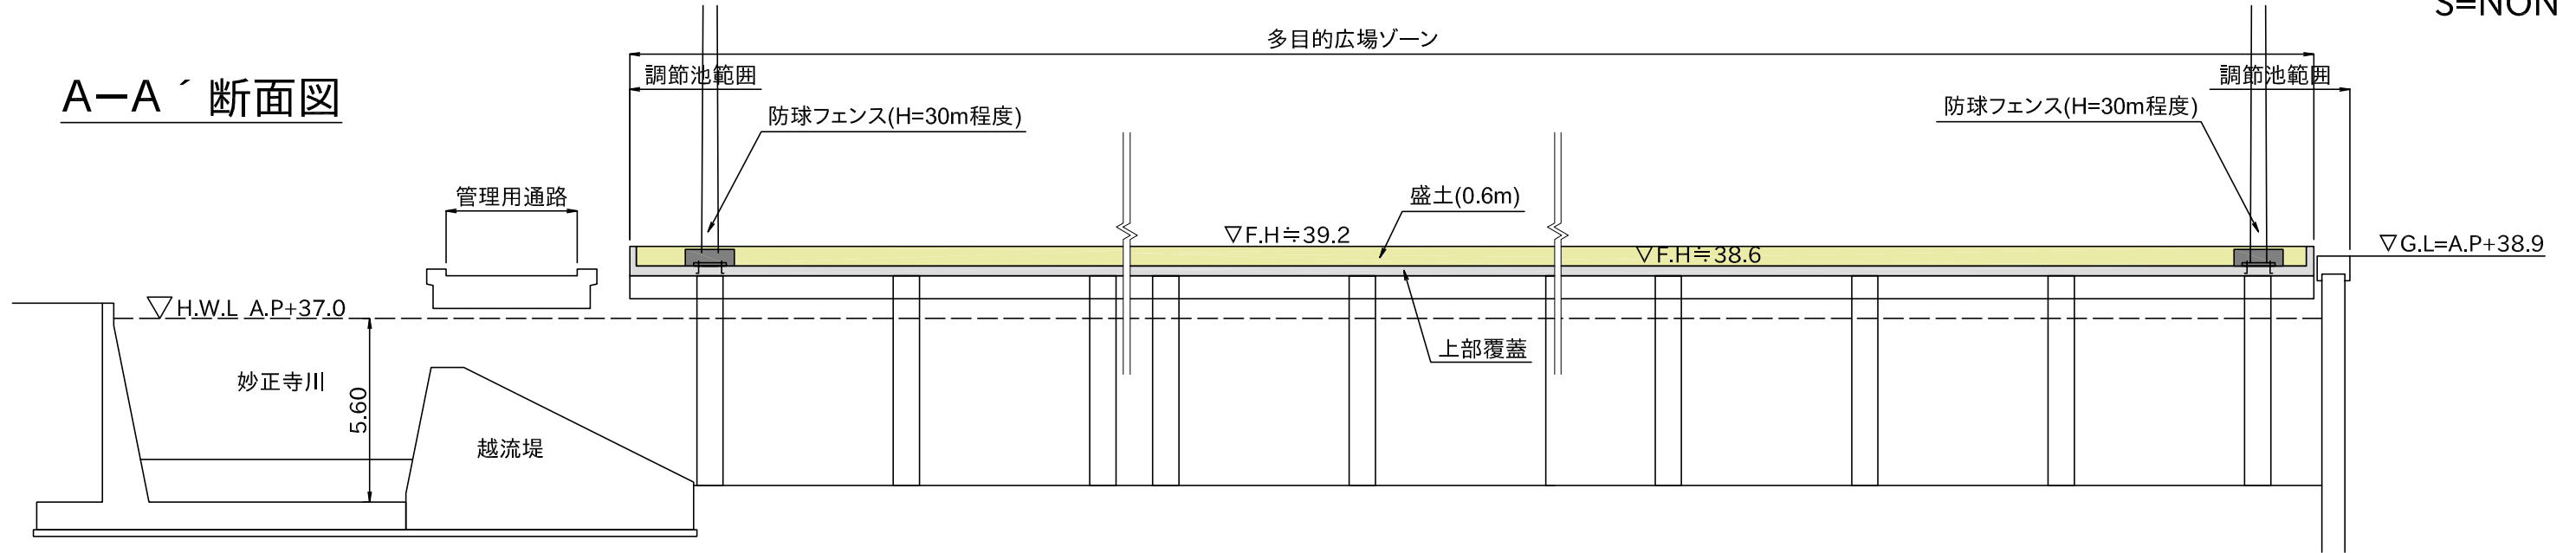 S=NON
多目的広場ゾーン
A－A´断面図
調節池範囲
調節池範囲
防球フェンス(H=30m程度)
防球フェンス(H=30m程度)
管理用通路
盛土(0.6m)
▽F.H≒39.2
▽F.H≒38.6
▽G.L=A.P+38.9
▽H.W.L A.P+37.0
上部覆蓋
妙正寺川
5.60
越流堤